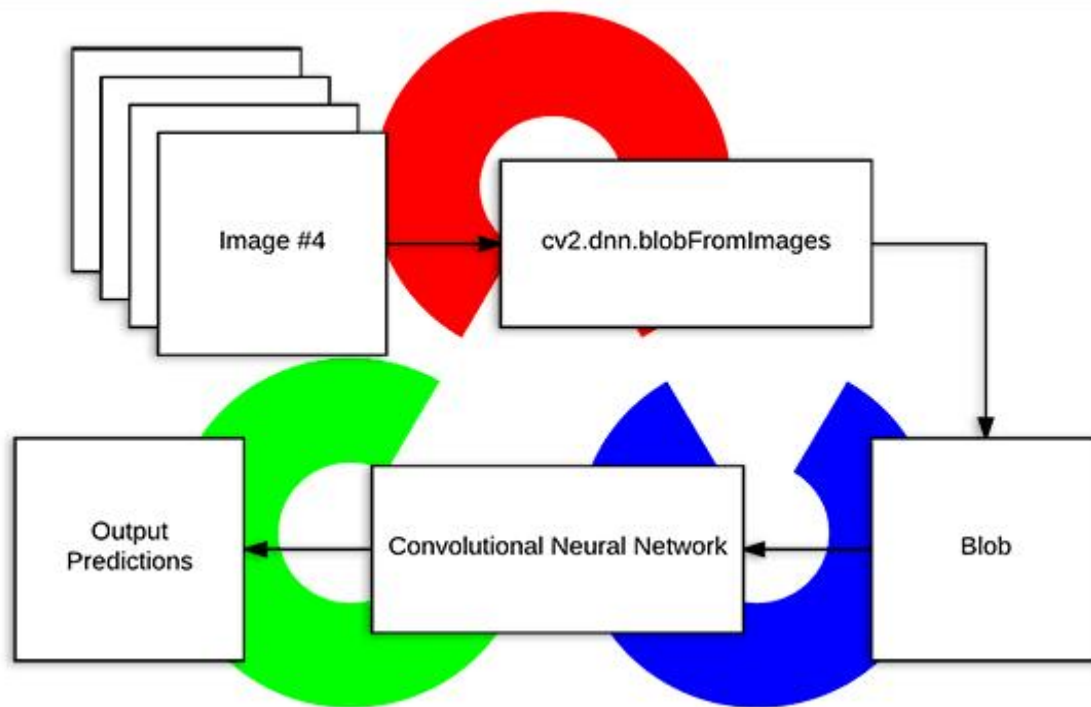 Image #4
cv2.dnn.blobFromImages
Blob
Convolutional Neural Network
Output
Predictions